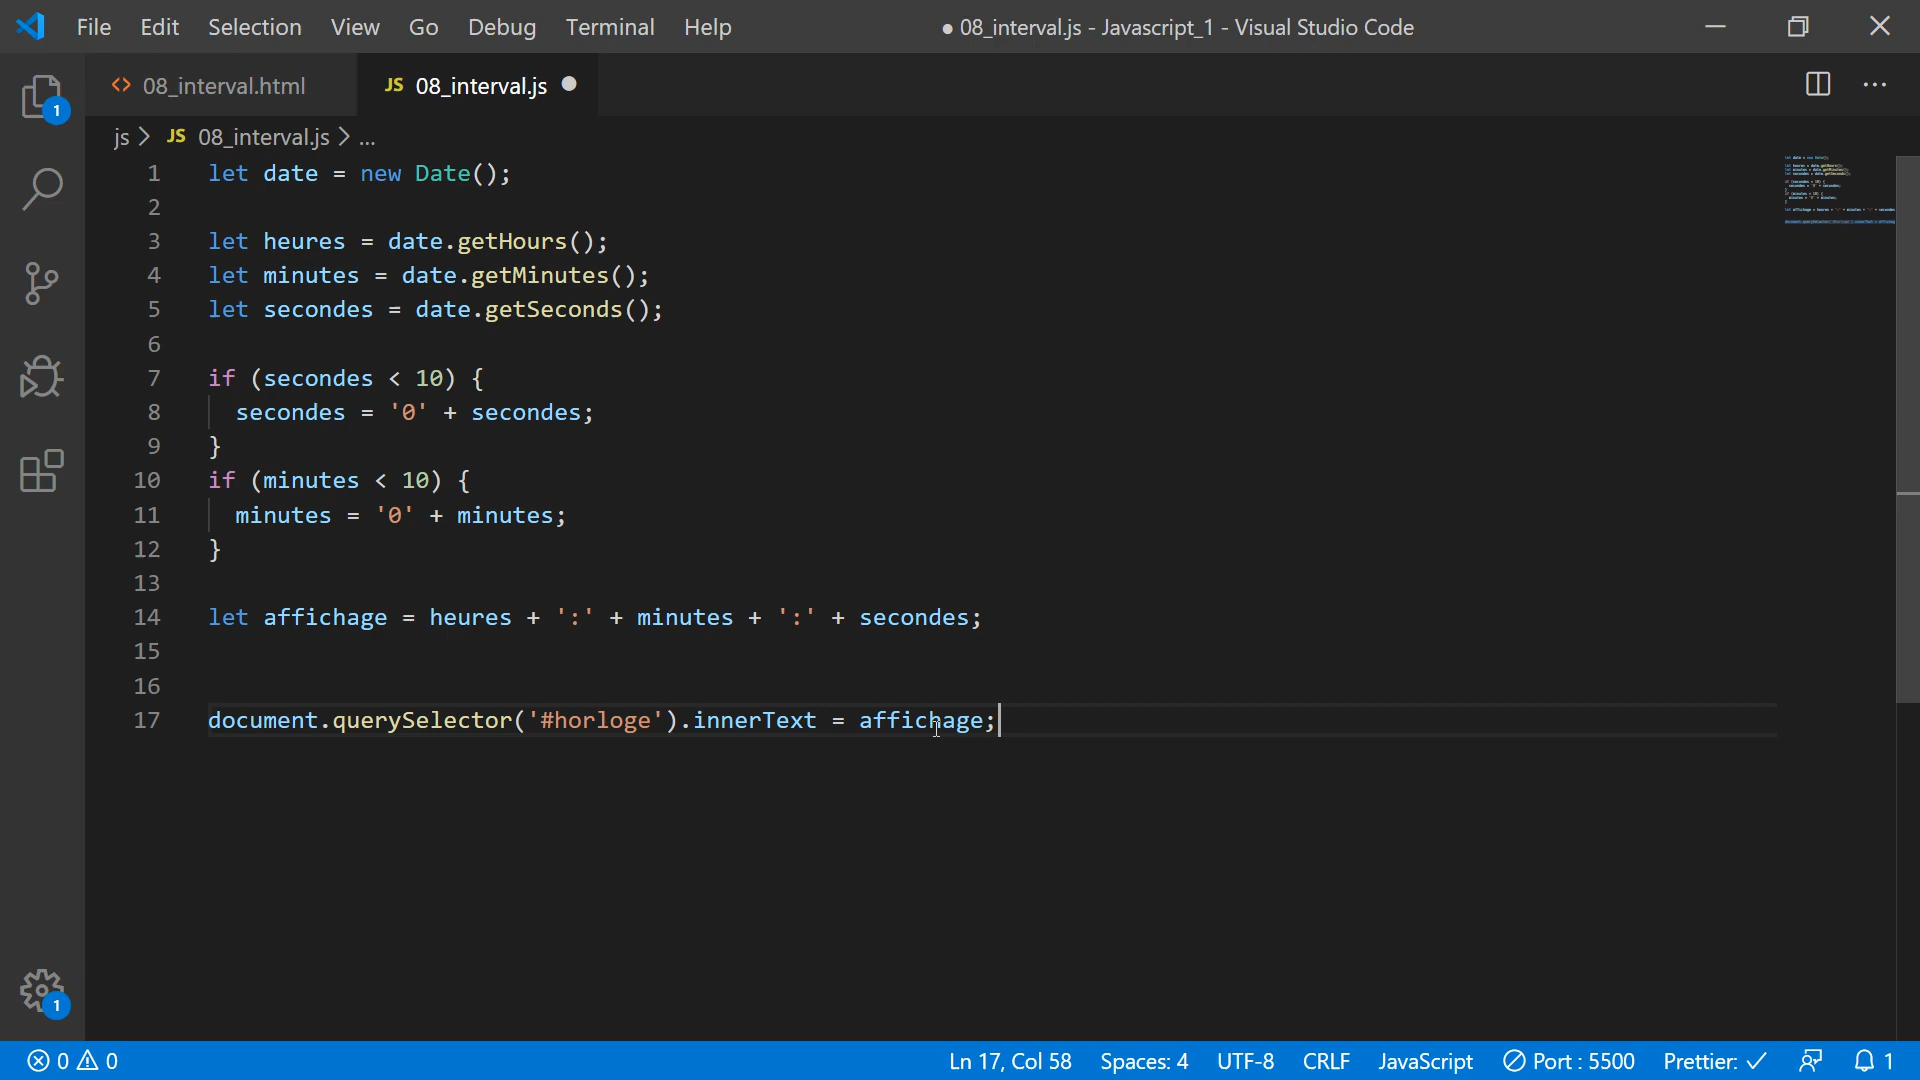 File Edit Selection View Go Debug Terminal Help ● 08_interval.js - Javascript_1 - Visual Studio Code
<> 08_interval.html JS 08_interval.js ●
js > JS 08_interval.js > ...
1 let date = new Date();
2
3 let heures = date.getHours();
4 let minutes = date.getMinutes();
5 let secondes = date.getSeconds();
6
7 if (secondes < 10) {
8 secondes = '0' + secondes;
9 }
10 if (minutes < 10) {
11 minutes = '0' + minutes;
12 }
13
14 let affichage = heures + ':' + minutes + ':' + secondes;
15
16
17 document.querySelector('#horloge').innerText = affichage;
1
1
0 0 Ln 17, Col 58 Spaces: 4 UTF-8 CRLF JavaScript Port : 5500 Prettier: ✓ 1